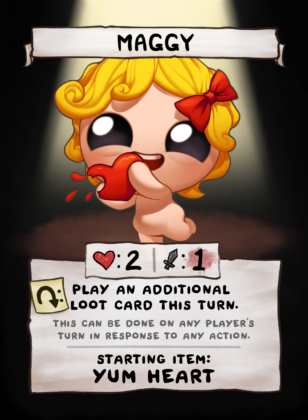 MAGGY
:2 :1
: PLAY AN ADDITIONAL
LOOT CARD THIS TURN.
THIS CAN BE DONE ON ANY PLAYER'S
TURN IN RESPONSE TO ANY ACTION.
STARTING ITEM:
YUM HEART